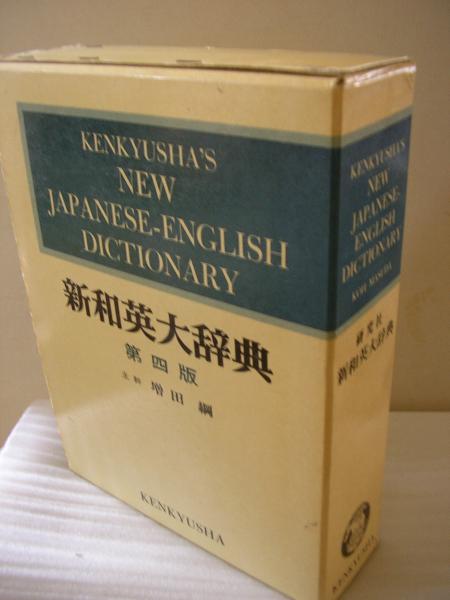 KENKYUSHA'S
NEW
JAPANESE-ENGLISH
DICTIONARY
新和英大辞典
第四版
主幹 増田綱
KENKYUSHA
KENKYUSHA'S
NEW
JAPANESE-
ENGLISH
DICTIONARY
KOH MASUDA
研究社
新和英大辞典
KENKYUSHA